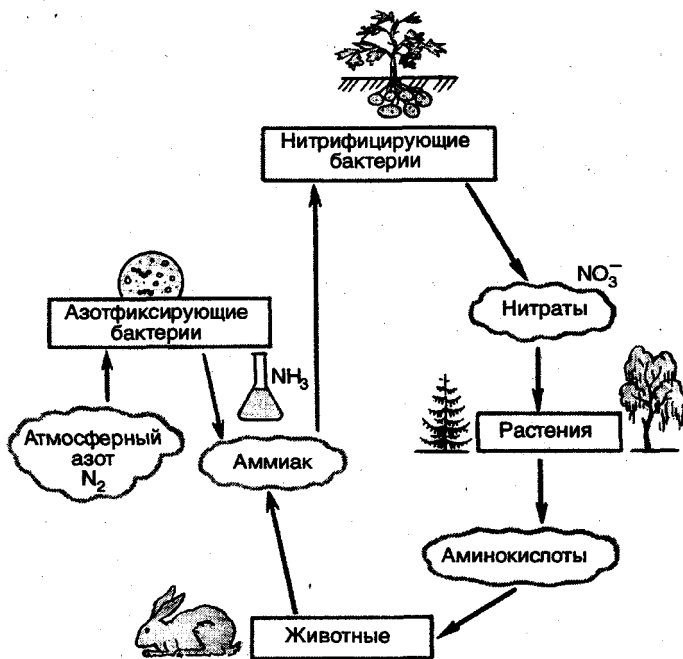 Нитрифицирующие
бактерии
NO₃⁻
Нитраты
Азотфиксирующие
бактерии
NH₃
Атмосферный
азот
N₂
Аммиак
Растения
Аминокислоты
Животные